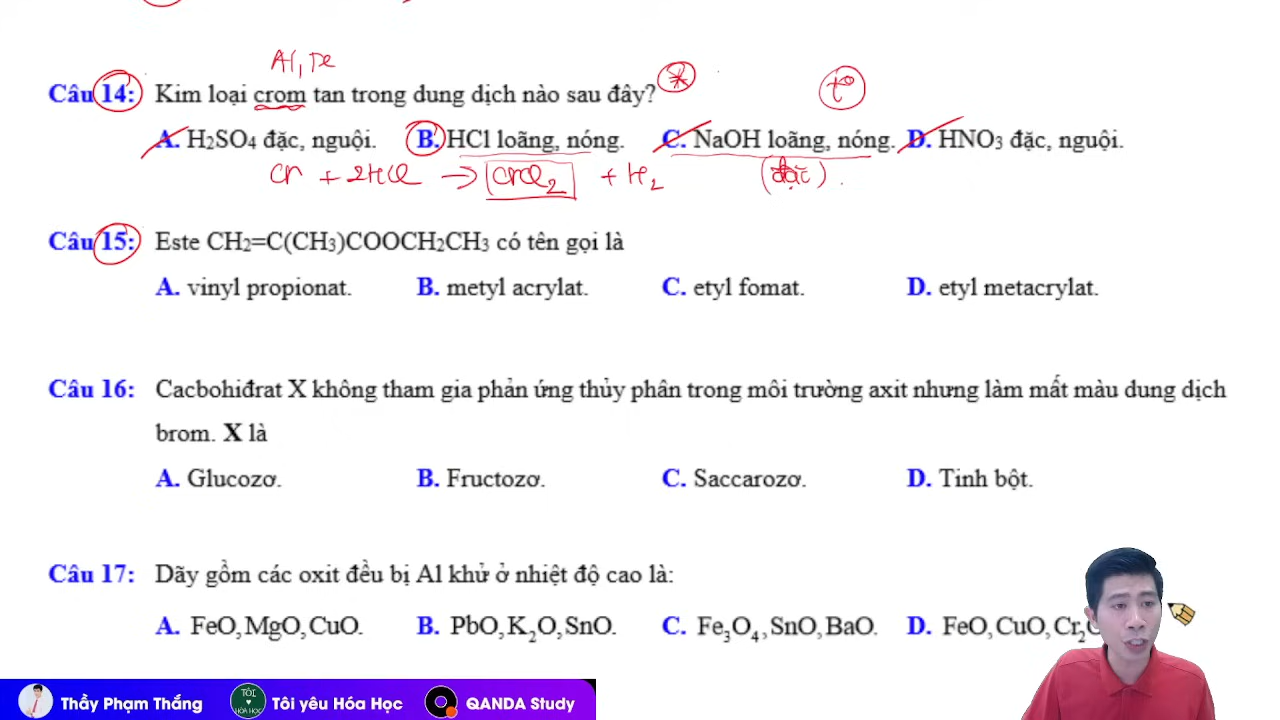 Al, Fe
Câu 14: Kim loại crom tan trong dung dịch nào sau đây? * t°
A. H₂SO₄ đặc, nguội. B. HCl loãng, nóng. C. NaOH loãng, nóng. D. HNO₃ đặc, nguội.
Cr + 2HCl → CrCl₂ + H₂ (đặc)
Câu 15: Este CH₂=C(CH₃)COOCH₂CH₃ có tên gọi là
A. vinyl propionat. B. metyl acrylat. C. etyl fomat. D. etyl metacrylat.
Câu 16: Cacbohiđrat X không tham gia phản ứng thủy phân trong môi trường axit nhưng làm mất màu dung dịch
brom. X là
A. Glucozơ. B. Fructozơ. C. Saccarozơ. D. Tinh bột.
Câu 17: Dãy gồm các oxit đều bị Al khử ở nhiệt độ cao là:
A. FeO, MgO, CuO. B. PbO, K₂O, SnO. C. Fe₃O₄, SnO, BaO. D. FeO, CuO, Cr₂
Thầy Phạm Thắng TÔI ♥ HÓA HỌC Tôi yêu Hóa Học QANDA Study